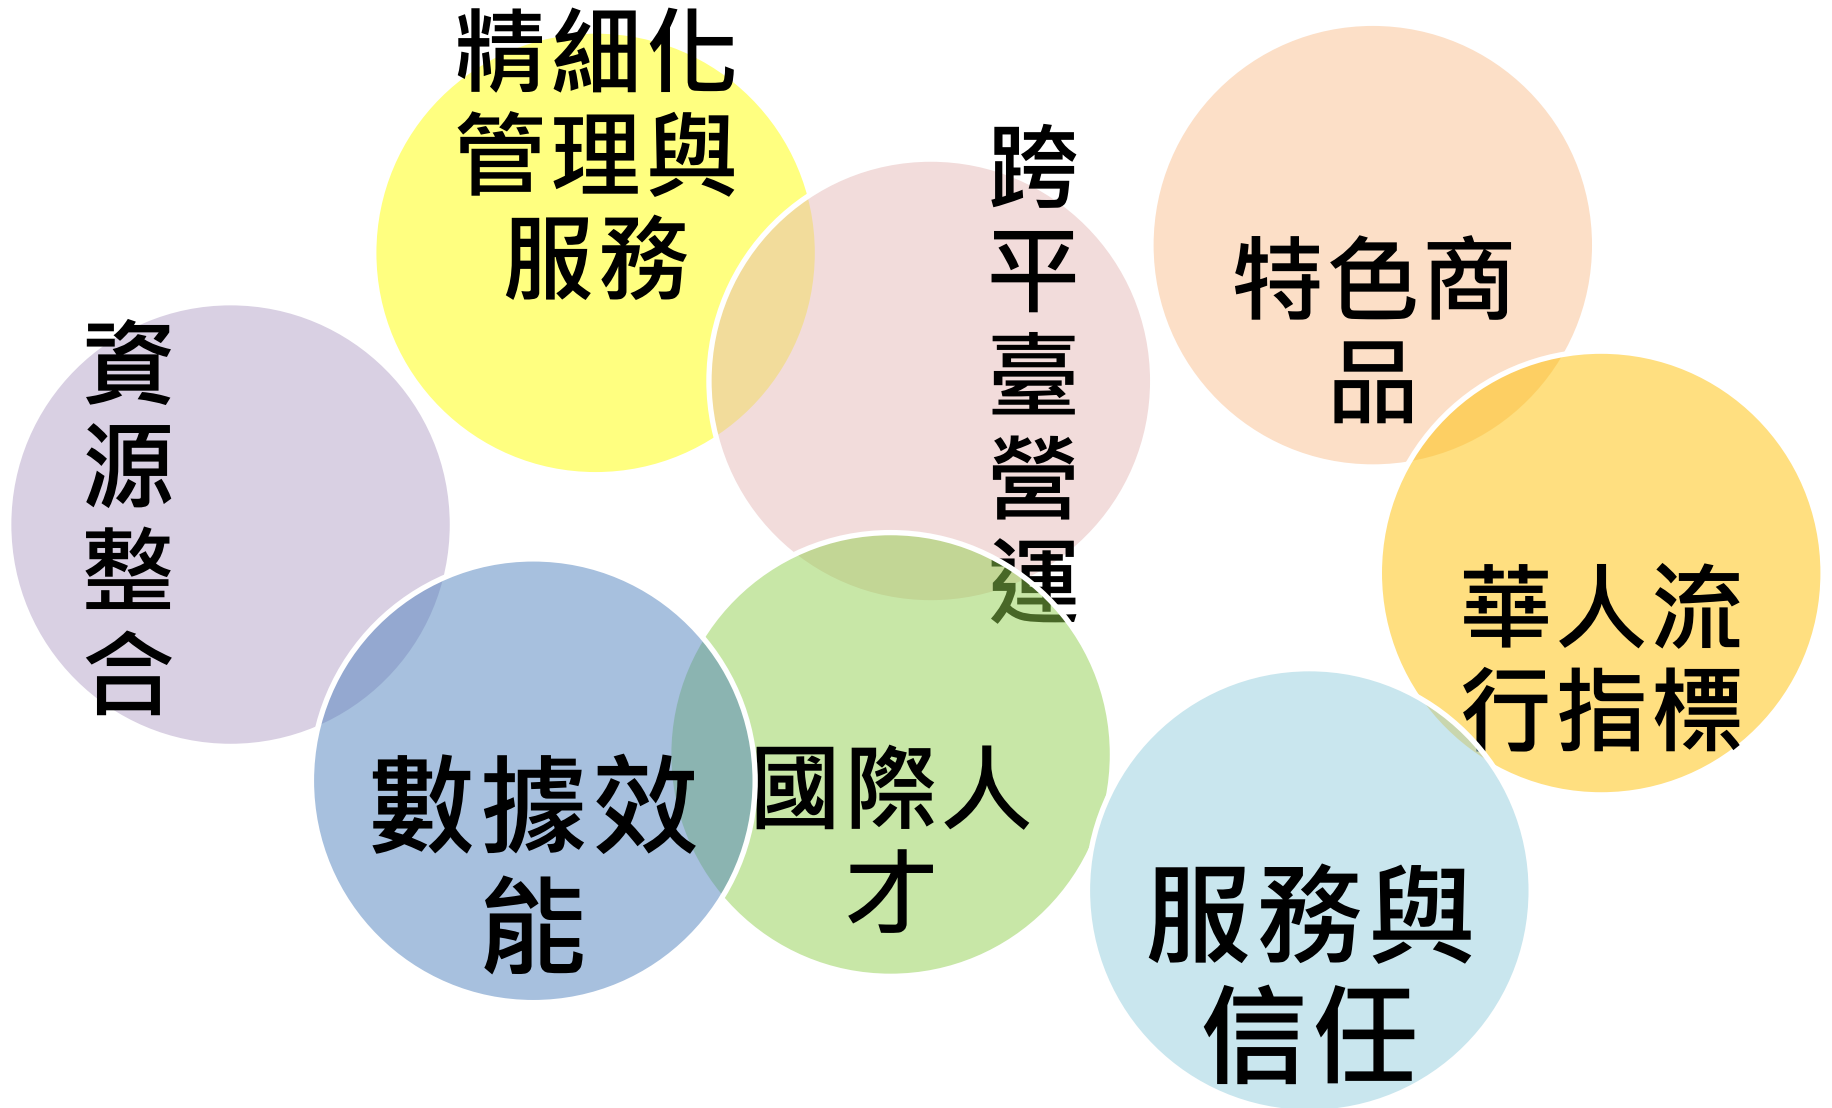 精細化
管理與
服務
跨
平
臺
營
運
特色商
品
資
源
整
合
華人流
行指標
數據效
能
國際人
才
服務與
信任